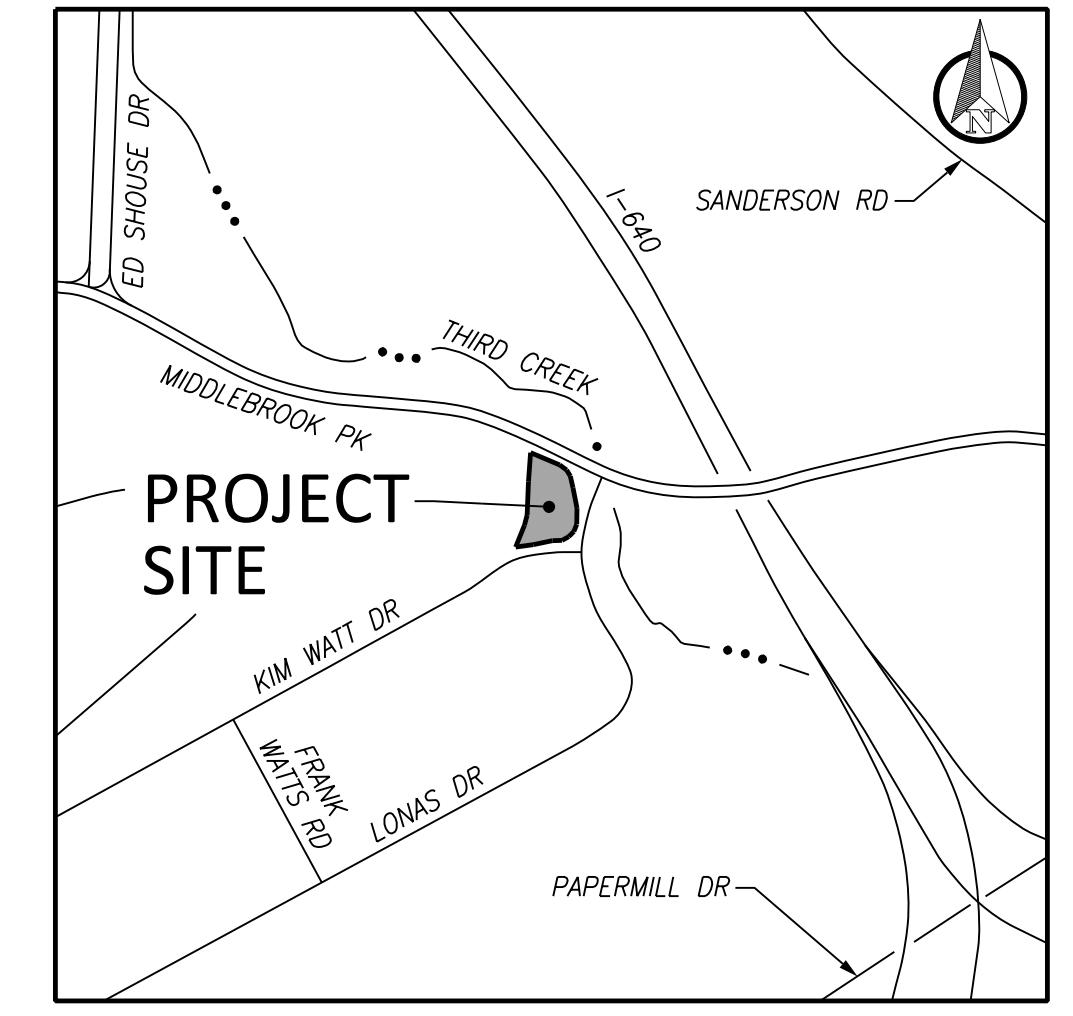 N
SANDERSON RD
ED SHOUSE DR
I-640
THIRD CREEK
MIDDLEBROOK PK
PROJECT
SITE
KIM WATT DR
FRANK
WATTS RD
LONAS DR
PAPERMILL DR